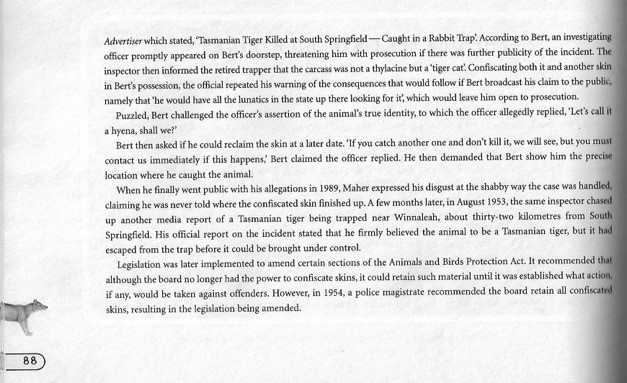 Advertiser which stated, 'Tasmanian Tiger Killed at South Springfield — Caught in a Rabbit Trap'. According to Bert, an investigating
officer promptly appeared on Bert's doorstep, threatening him with prosecution if there was further publicity of the incident. The
inspector then informed the retired trapper that the carcass was not a thylacine but a 'tiger cat'. Confiscating both it and another skin
in Bert's possession, the official repeated his warning of the consequences that would follow if Bert broadcast his claim to the public,
namely that 'he would have all the lunatics in the state up there looking for it', which would leave him open to prosecution.
Puzzled, Bert challenged the officer's assertion of the animal's true identity, to which the officer allegedly replied, 'Let's call it
a hyena, shall we?'
Bert then asked if he could reclaim the skin at a later date. 'If you catch another one and don't kill it, we will see, but you must
contact us immediately if this happens,' Bert claimed the officer replied. He then demanded that Bert show him the precise
location where he caught the animal.
When he finally went public with his allegations in 1989, Maher expressed his disgust at the shabby way the case was handled,
claiming he was never told where the confiscated skin finished up. A few months later, in August 1953, the same inspector chased
up another media report of a Tasmanian tiger being trapped near Winnaleah, about thirty-two kilometres from South
Springfield. His official report on the incident stated that he firmly believed the animal to be a Tasmanian tiger, but it had
escaped from the trap before it could be brought under control.
Legislation was later implemented to amend certain sections of the Animals and Birds Protection Act. It recommended that
although the board no longer had the power to confiscate skins, it could retain such material until it was established what action,
if any, would be taken against offenders. However, in 1954, a police magistrate recommended the board retain all confiscated
skins, resulting in the legislation being amended.
88